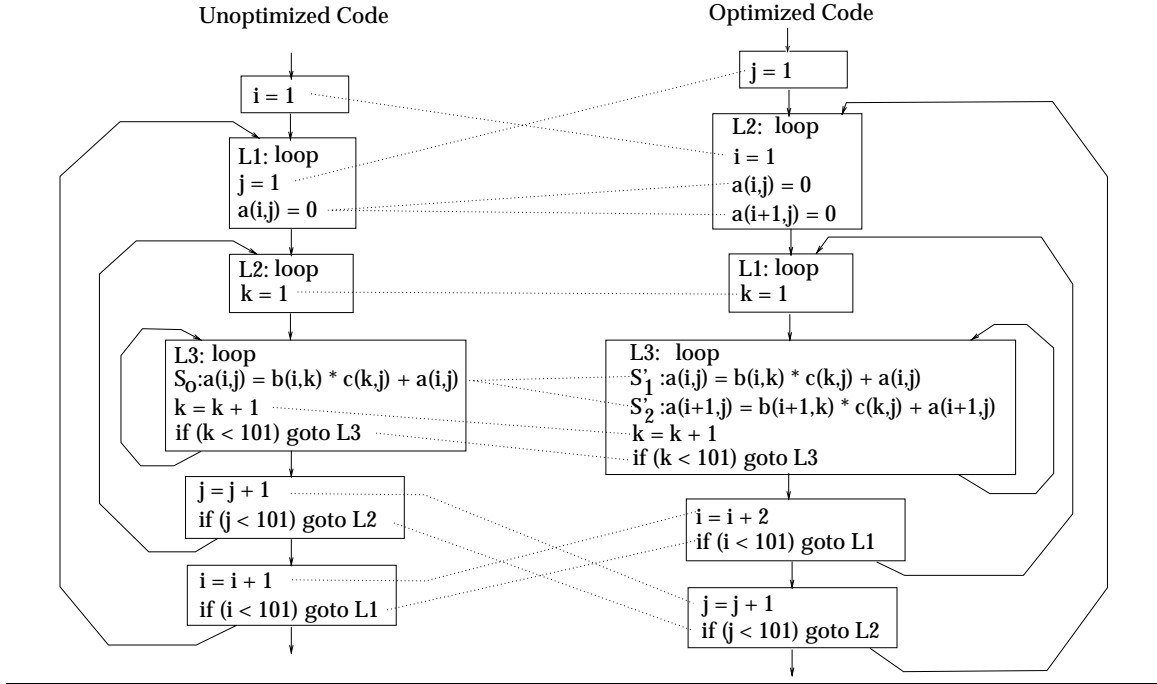 Unoptimized Code
i = 1
L1: loop
j = 1
a(i,j) = 0
L2: loop
k = 1
L3: loop
S0:a(i,j) = b(i,k) * c(k,j) + a(i,j)
k = k + 1
if (k < 101) goto L3
j = j + 1
if (j < 101) goto L2
i = i + 1
if (i < 101) goto L1
Optimized Code
j = 1
L2: loop
i = 1
a(i,j) = 0
a(i+1,j) = 0
L1: loop
k = 1
L3: loop
S'1 :a(i,j) = b(i,k) * c(k,j) + a(i,j)
S'2 :a(i+1,j) = b(i+1,k) * c(k,j) + a(i+1,j)
k = k + 1
if (k < 101) goto L3
i = i + 2
if (i < 101) goto L1
j = j + 1
if (j < 101) goto L2